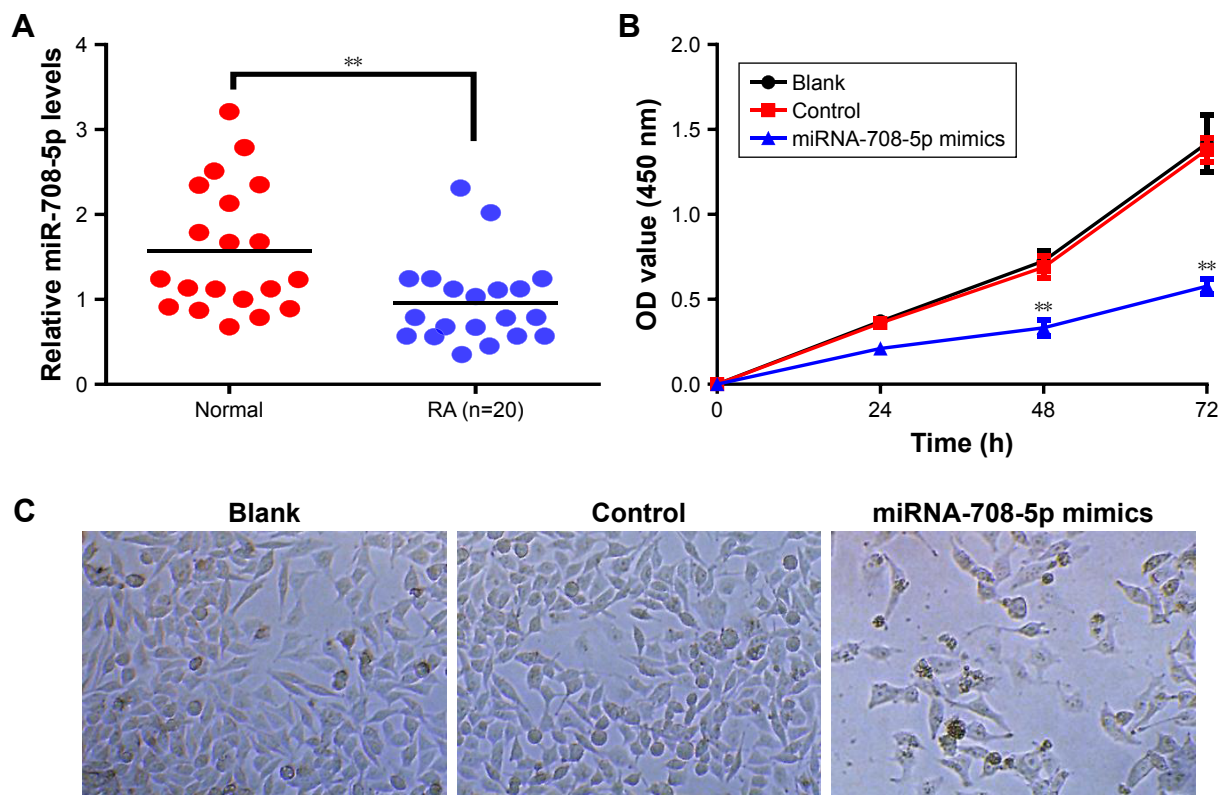 A
Relative miR-708-5p levels
4
3
2
1
0
**
Normal
RA (n=20)
B
OD value (450 nm)
2.0
1.5
1.0
0.5
0.0
Blank
Control
miRNA-708-5p mimics
**
**
0
24
48
72
Time (h)
C
Blank
Control
miRNA-708-5p mimics